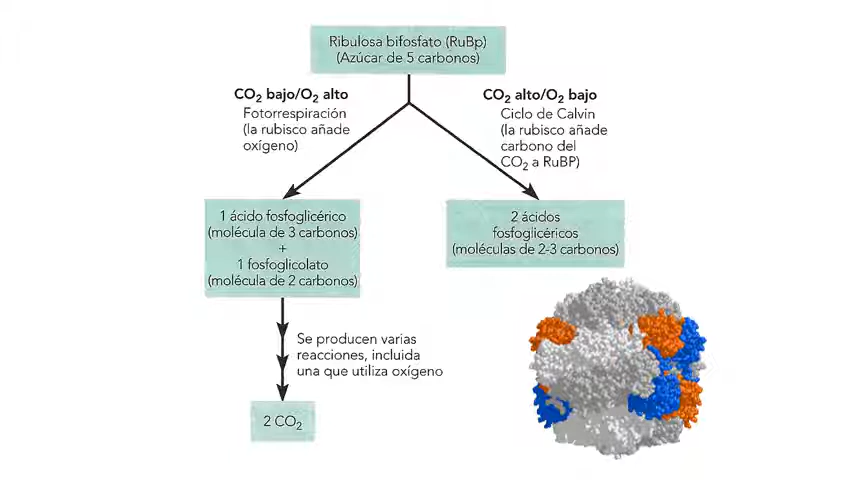 Ribulosa bifosfato (RuBp)
(Azúcar de 5 carbonos)
CO₂ bajo/O₂ alto
Fotorrespiración
(la rubisco añade
oxígeno)
CO₂ alto/O₂ bajo
Ciclo de Calvin
(la rubisco añade
carbono del
CO₂ a RuBP)
1 ácido fosfoglicérico
(molécula de 3 carbonos)
+
1 fosfoglicolato
(molécula de 2 carbonos)
2 ácidos
fosfoglicéricos
(moléculas de 2-3 carbonos)
Se producen varias
reacciones, incluida
una que utiliza oxígeno
2 CO₂